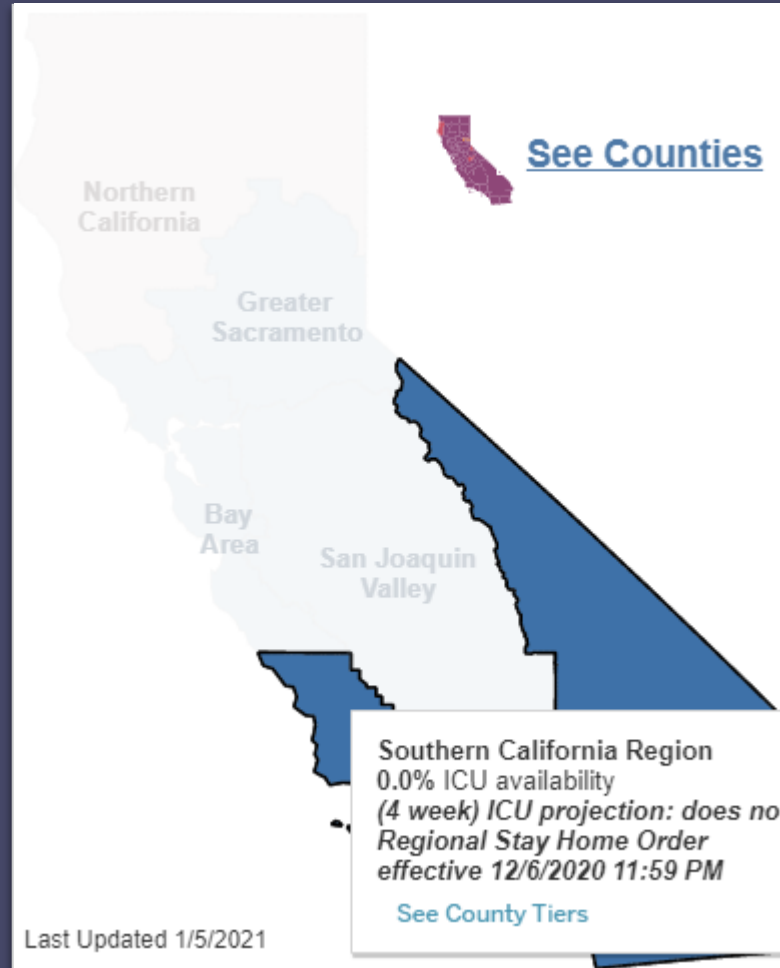 See Counties
Northern
California
Greater
Sacramento
Bay
Area
San Joaquin
Valley
Southern California Region
0.0% ICU availability
(4 week) ICU projection: does no
Regional Stay Home Order
effective 12/6/2020 11:59 PM
See County Tiers
Last Updated 1/5/2021